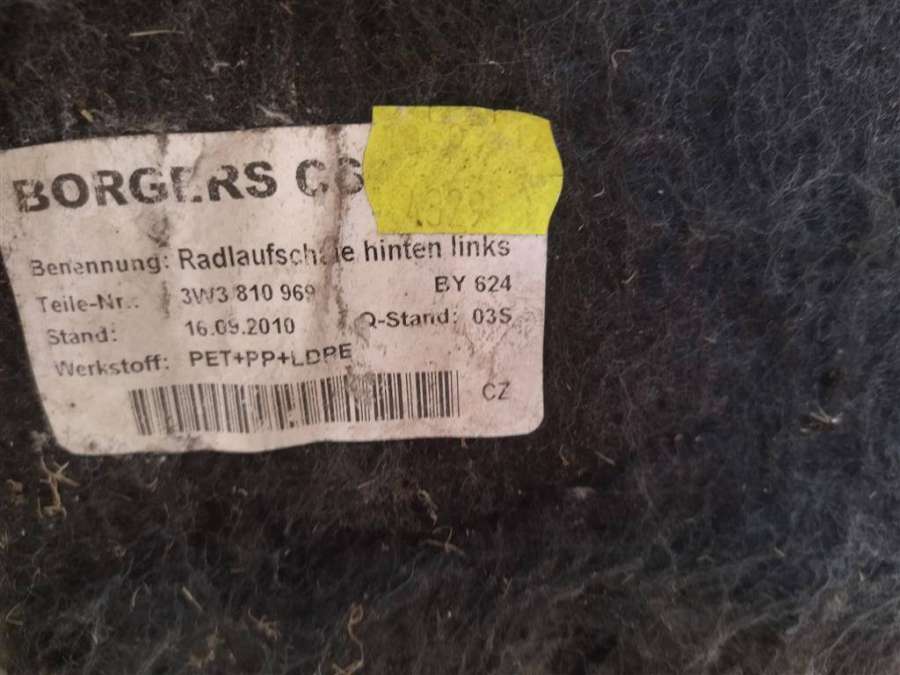 BORGERS CS
4329
Benennung: Radlaufschale hinten links
Teile-Nr.: 3W3 810 969 BY 624
Stand: 16.09.2010 Q-Stand: 03S
Werkstoff: PET+PP+LDPE
CZ